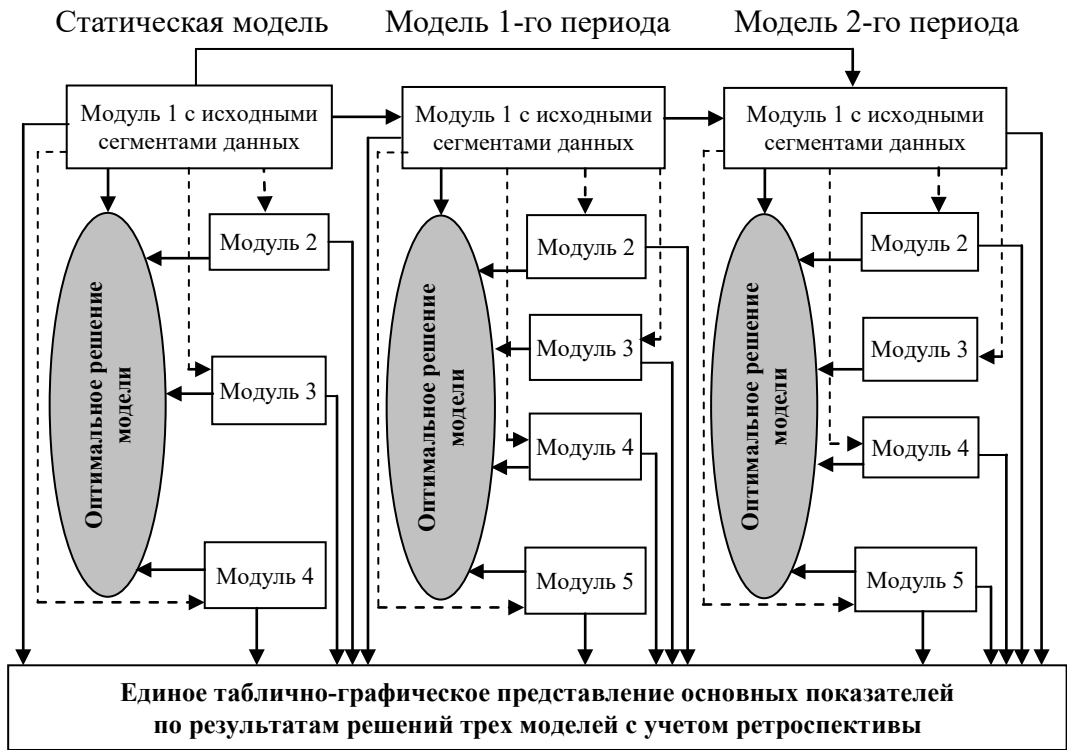 Статическая модель
Модель 1-го периода
Модель 2-го периода
Модуль 1 с исходными
сегментами данных
Модуль 1 с исходными
сегментами данных
Модуль 1 с исходными
сегментами данных
Оптимальное решение
модели
Модуль 2
Модуль 3
Модуль 4
Оптимальное решение
модели
Модуль 2
Модуль 3
Модуль 4
Модуль 5
Оптимальное решение
модели
Модуль 2
Модуль 3
Модуль 4
Модуль 5
Единое таблично-графическое представление основных показателей
по результатам решений трех моделей с учетом ретроспективы